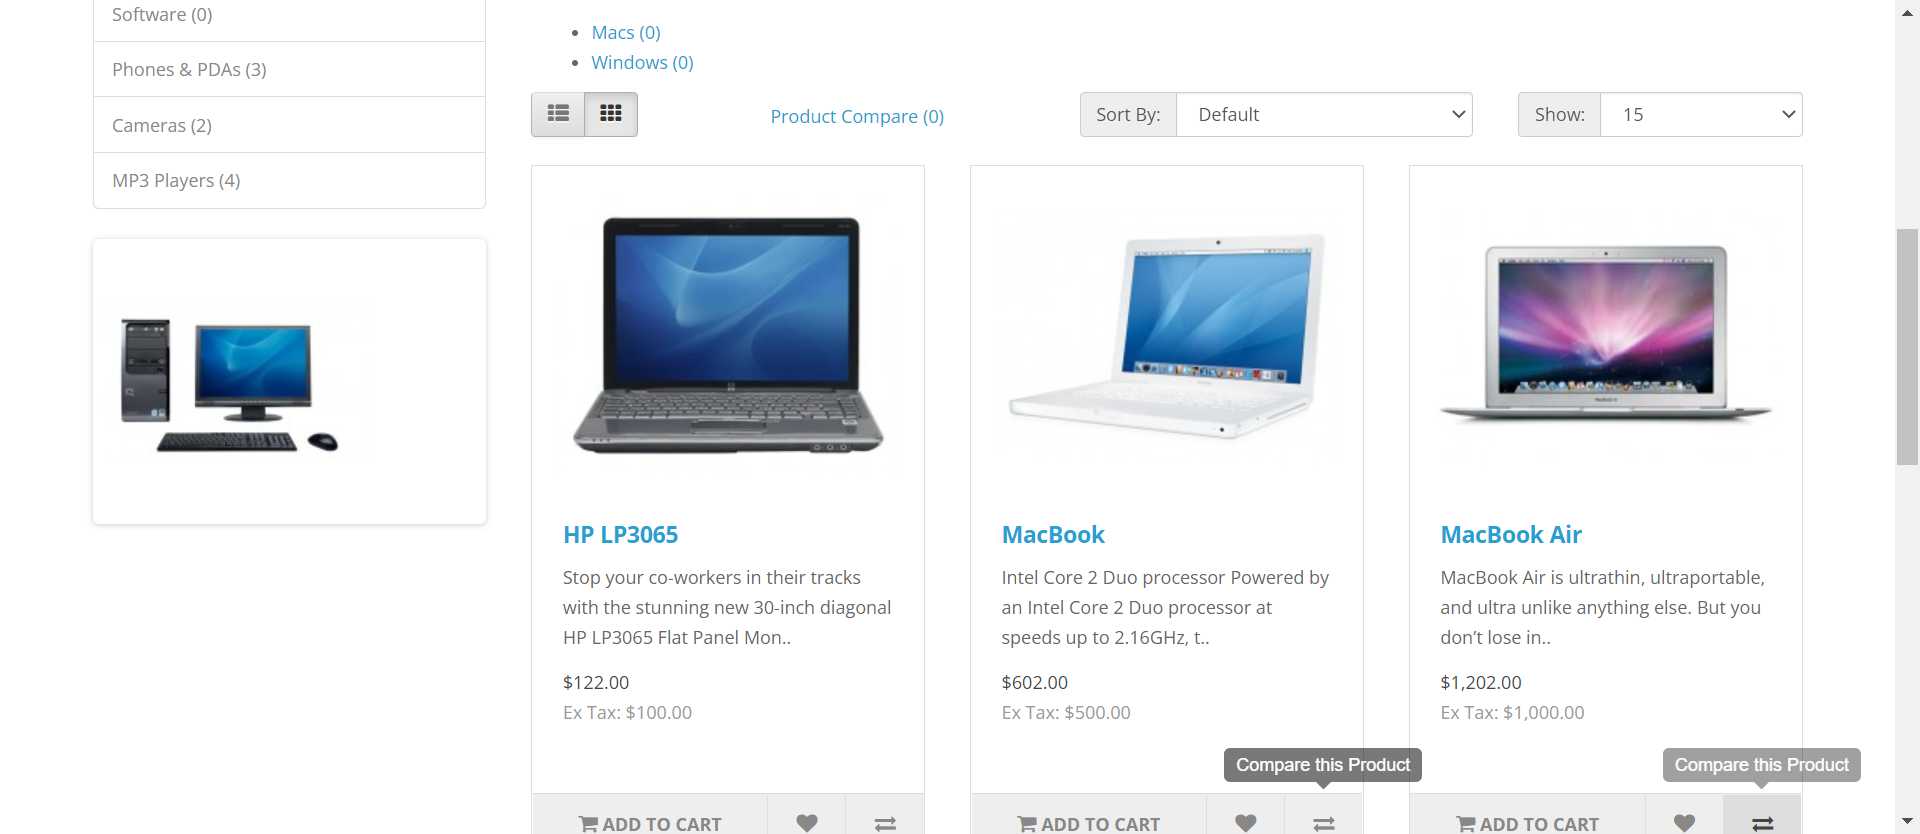 Software (0)
Phones & PDAs (3)
Cameras (2)
MP3 Players (4)
Macs (0)
Windows (0)
Product Compare (0)
Sort By: Default
Show: 15
HP LP3065
Stop your co-workers in their tracks
with the stunning new 30-inch diagonal
HP LP3065 Flat Panel Mon..
$122.00
Ex Tax: $100.00
ADD TO CART
MacBook
Intel Core 2 Duo processor Powered by
an Intel Core 2 Duo processor at
speeds up to 2.16GHz, t..
$602.00
Ex Tax: $500.00
Compare this Product
ADD TO CART
MacBook Air
MacBook Air is ultrathin, ultraportable,
and ultra unlike anything else. But you
don’t lose in..
$1,202.00
Ex Tax: $1,000.00
Compare this Product
ADD TO CART